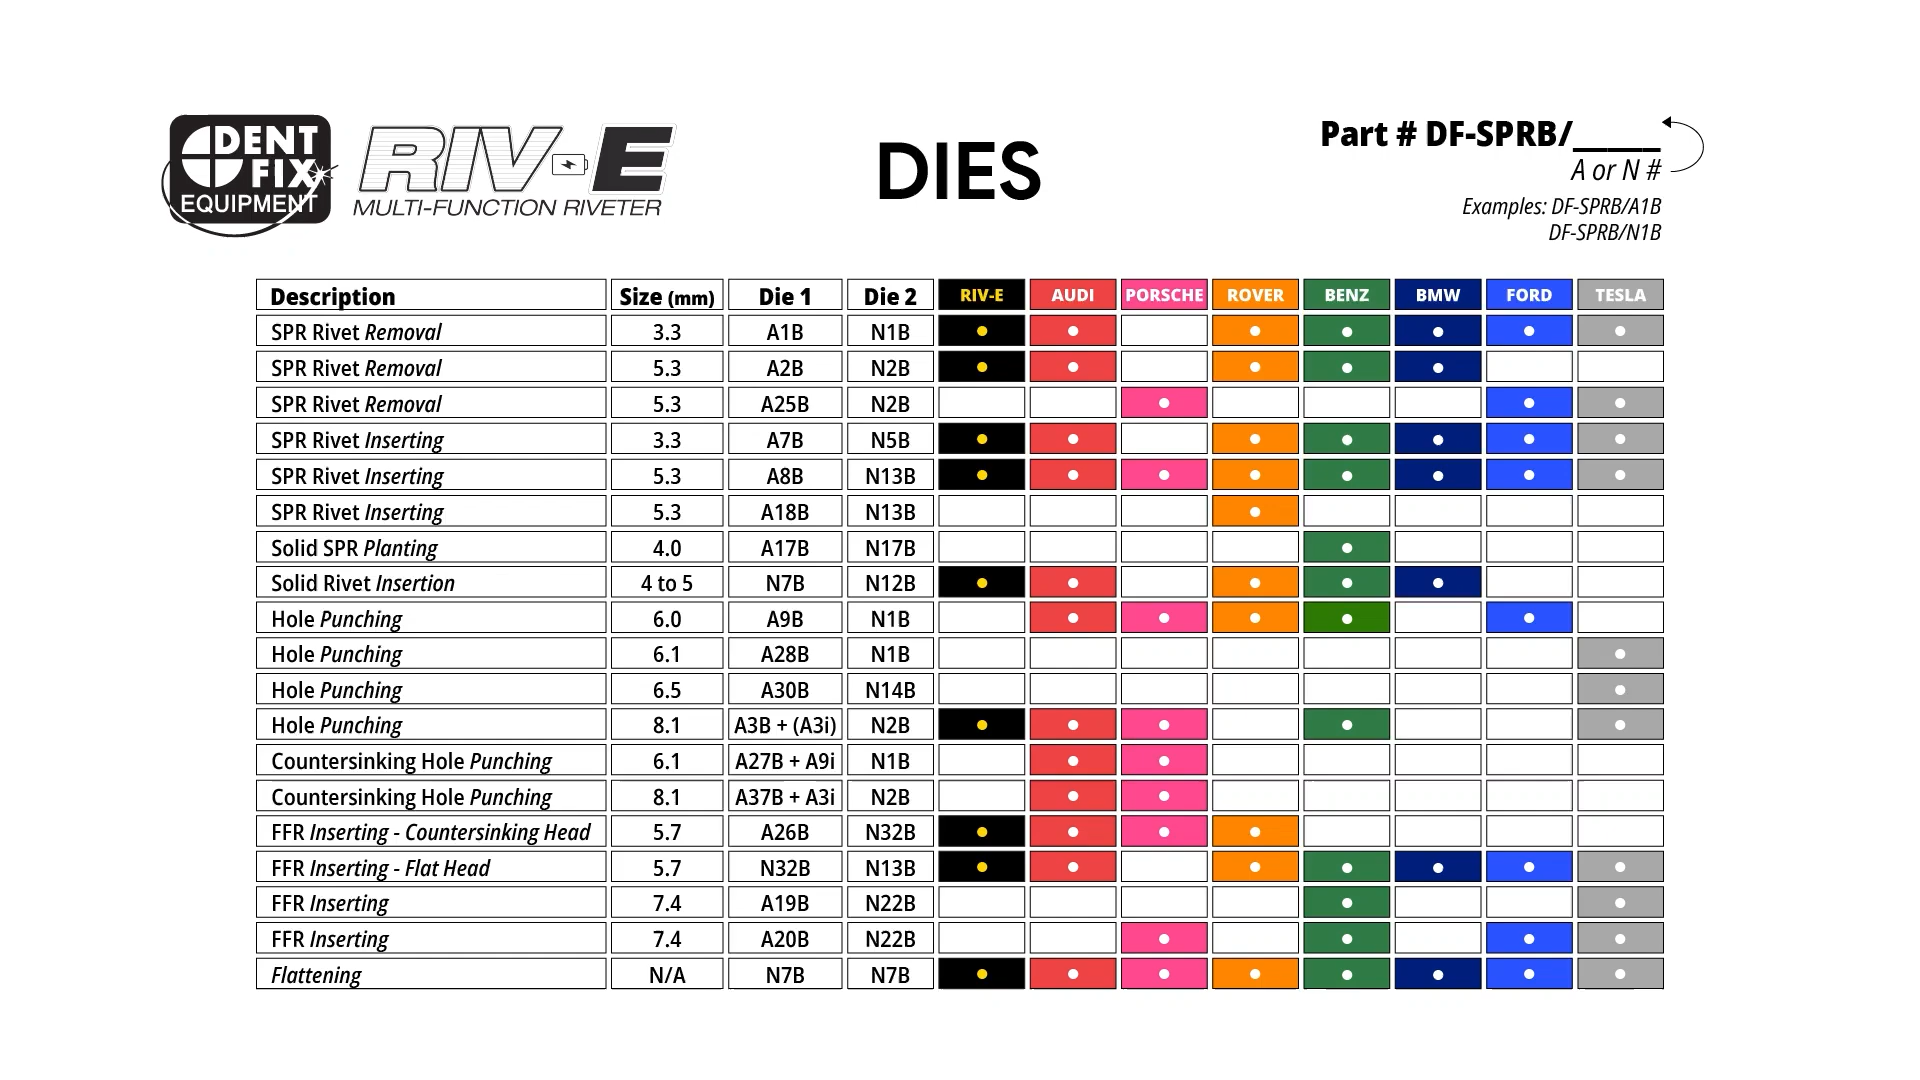 DENT
FIX
EQUIPMENT
RIV-E
MULTI-FUNCTION RIVETER
DIES
Part # DF-SPRB/_____
A or N #
Examples: DF-SPRB/A1B
DF-SPRB/N1B
Description Size (mm) Die 1 Die 2 RIV-E AUDI PORSCHE ROVER BENZ BMW FORD TESLA
SPR Rivet Removal 3.3 A1B N1B
SPR Rivet Removal 5.3 A2B N2B
SPR Rivet Removal 5.3 A25B N2B
SPR Rivet Inserting 3.3 A7B N5B
SPR Rivet Inserting 5.3 A8B N13B
SPR Rivet Inserting 5.3 A18B N13B
Solid SPR Planting 4.0 A17B N17B
Solid Rivet Insertion 4 to 5 N7B N12B
Hole Punching 6.0 A9B N1B
Hole Punching 6.1 A28B N1B
Hole Punching 6.5 A30B N14B
Hole Punching 8.1 A3B + (A3i) N2B
Countersinking Hole Punching 6.1 A27B + A9i N1B
Countersinking Hole Punching 8.1 A37B + A3i N2B
FFR Inserting - Countersinking Head 5.7 A26B N32B
FFR Inserting - Flat Head 5.7 N32B N13B
FFR Inserting 7.4 A19B N22B
FFR Inserting 7.4 A20B N22B
Flattening N/A N7B N7B